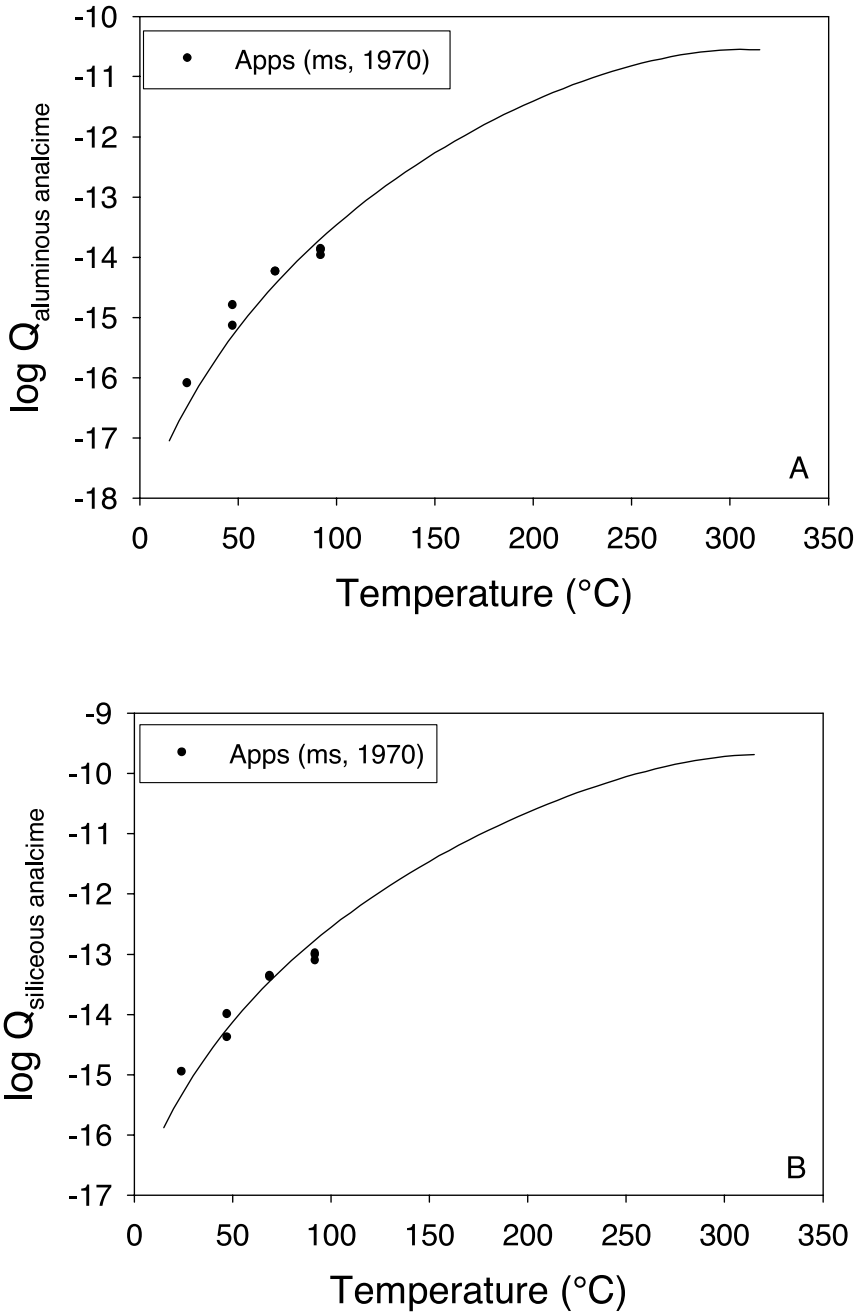 -10
Apps (ms, 1970)
-11
-12
-13
-14
-15
-16
-17
-18
log Q aluminous analcime
A
0 50 100 150 200 250 300 350
Temperature (°C)
-9
Apps (ms, 1970)
-10
-11
-12
-13
-14
-15
-16
-17
log Q siliceous analcime
B
0 50 100 150 200 250 300 350
Temperature (°C)